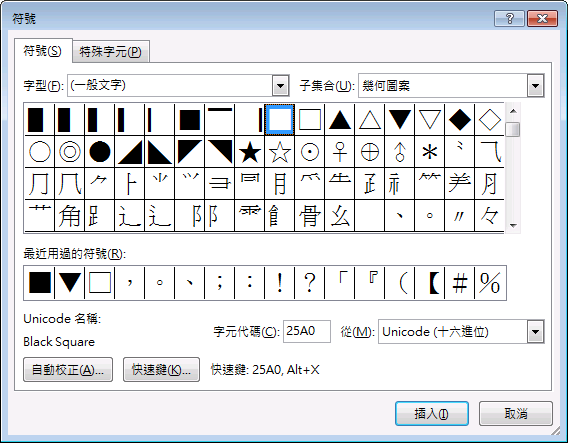 符號
符號(S) 特殊字元(P)
字型(F): (一般文字) 子集合(U): 幾何圖案
■ ▔ ▕ □ ▲ △ ▼ ▽ ◆ ◇
○ ◎ ● ◢ ◣ ◤ ◥ ★ ☆ ⊙ ♀ ⊕ ♂ *
角 骨 幺 、 。 〃 々
最近用過的符號(R):
■ ▼ □ , 。 、 ; : ! ? 「 『 ( 【 # %
Unicode 名稱:
Black Square
字元代碼(C): 25A0 從(M): Unicode (十六進位)
自動校正(A)... 快速鍵(K)... 快速鍵: 25A0, Alt+X
插入(I) 取消